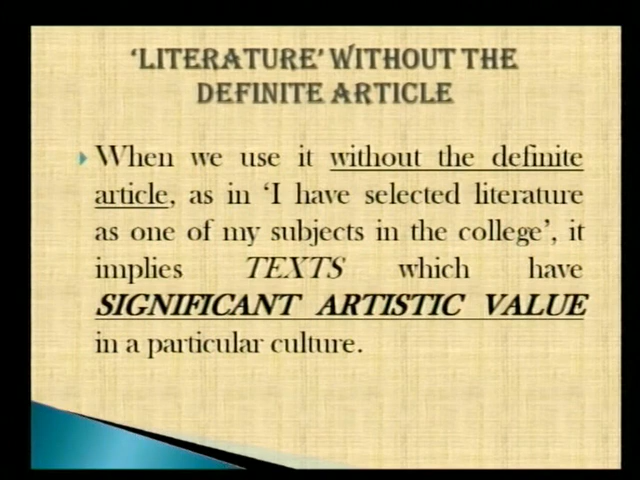 ‘LITERATURE’ WITHOUT THE
DEFINITE ARTICLE
When we use it without the definite
article, as in ‘I have selected literature
as one of my subjects in the college’, it
implies TEXTS which have
SIGNIFICANT ARTISTIC VALUE
in a particular culture.